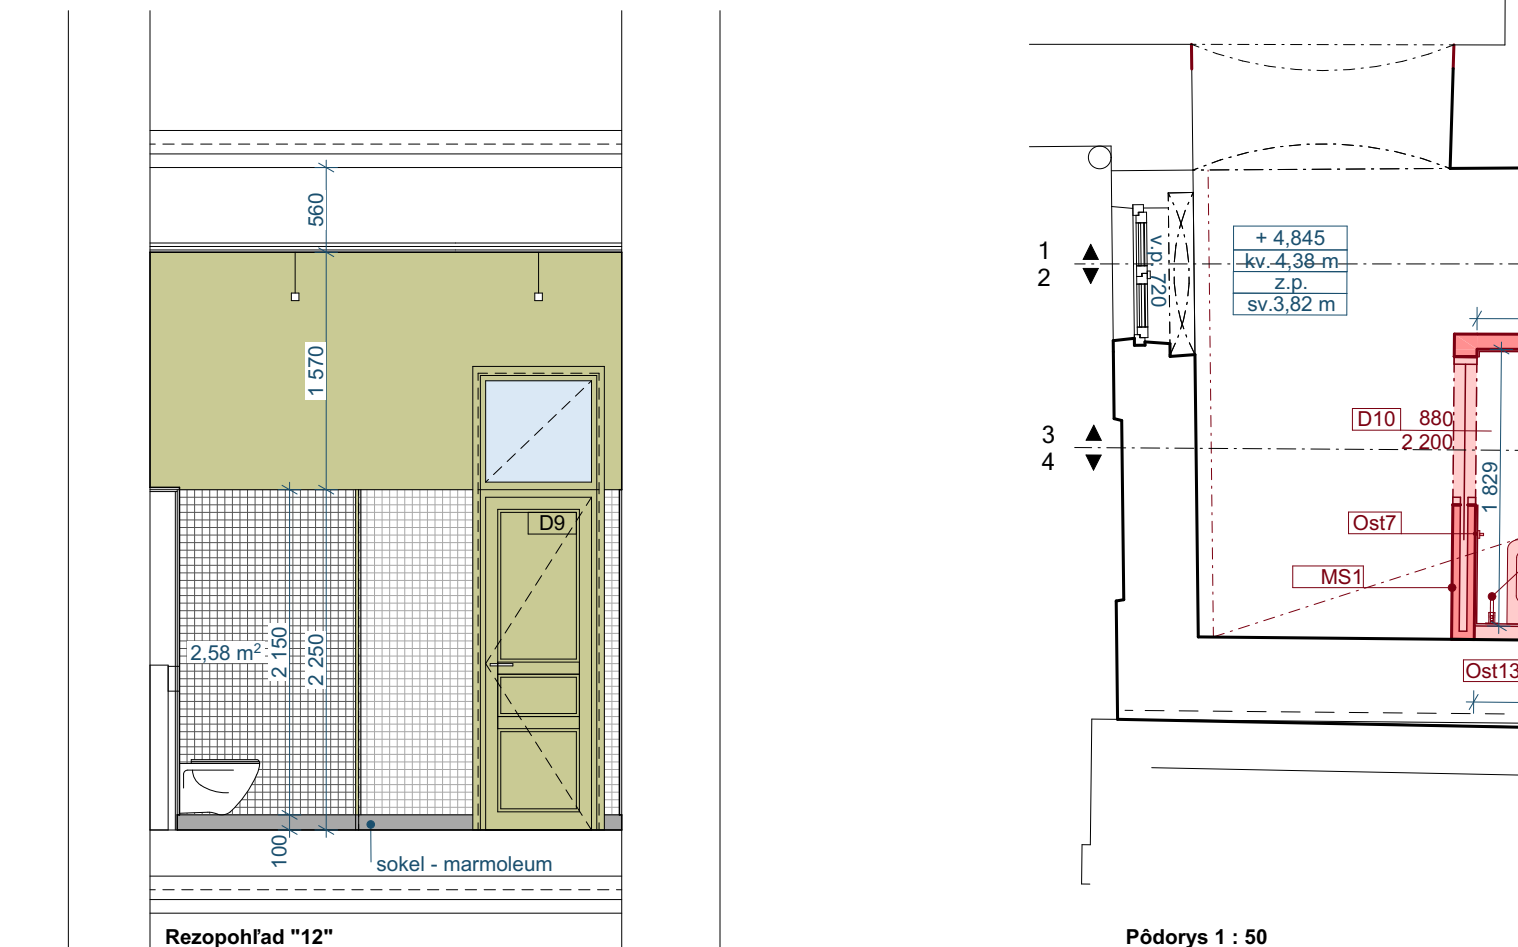 560
1 570
D9
2,58 m²
2 150
2 250
100
sokel - marmoleum
Rezopohľad "12"
1
2
v.p. 720
+ 4,845
kv. 4,38 m
z.p.
sv.3,82 m
3
4
D10 880
2 200
1 829
Ost7
MS1
Ost13
Pôdorys 1 : 50